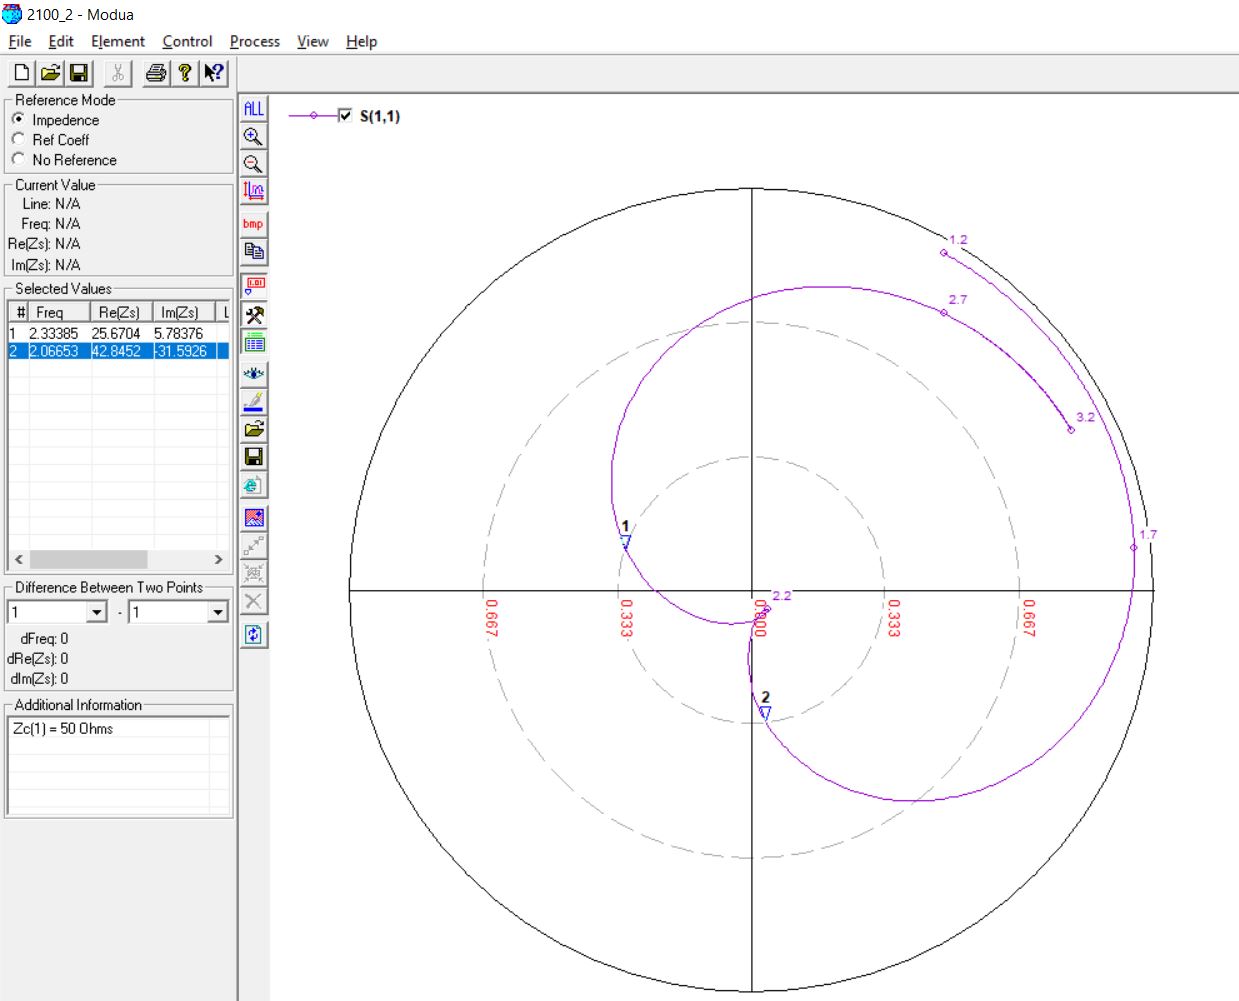 2100_2 - Modua
File Edit Element Control Process View Help
Reference Mode
Impedence
Ref Coeff
No Reference
Current Value
Line: N/A
Freq: N/A
Re(Zs): N/A
Im(Zs): N/A
Selected Values
# Freq Re(Zs) Im(Zs) L
1 2.33385 25.6704 5.78376
2 2.06653 42.8452 -31.5926
Difference Between Two Points
1 - 1
dFreq: 0
dRe(Zs): 0
dIm(Zs): 0
Additional Information
Zc(1) = 50 Ohms
ALL
bmp
1.01
S(1,1)
1.2
2.7
3.2
1
1.7
2.2
0.667
0.333
0.000
0.333
0.667
2